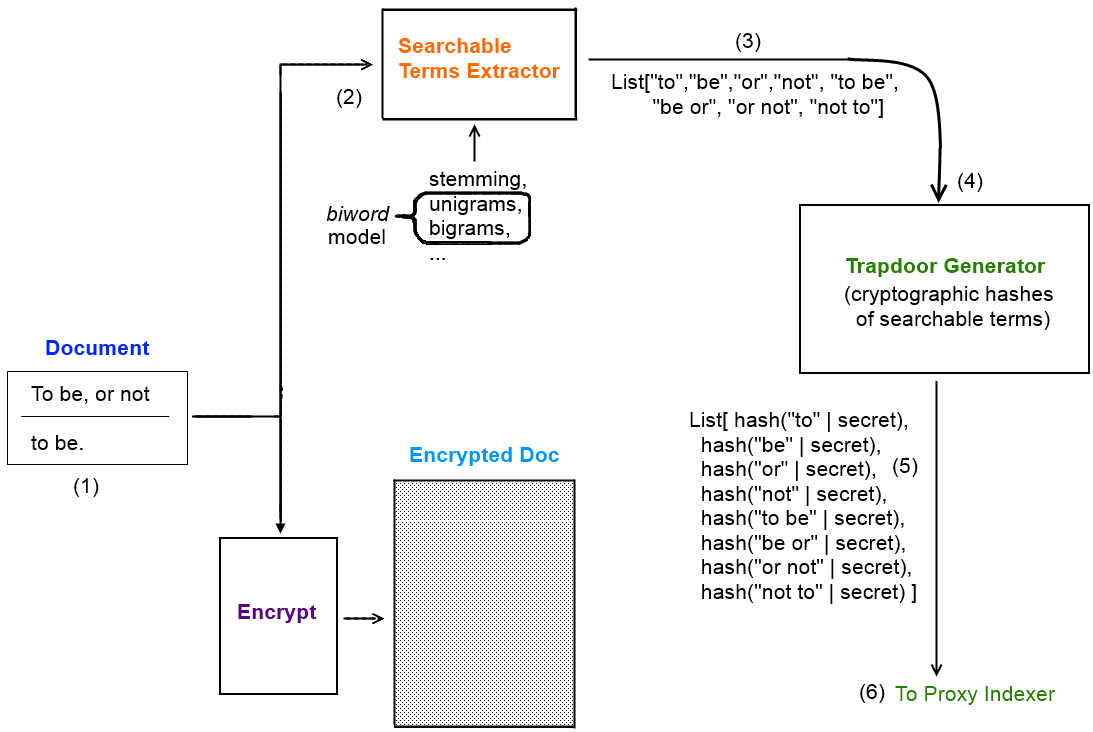 Searchable
Terms Extractor
(2)
(3)
List["to","be","or","not", "to be",
"be or", "or not", "not to"]
stemming,
unigrams,
bigrams,
...
biword
model
(4)
Trapdoor Generator
(cryptographic hashes
of searchable terms)
Document
To be, or not
to be.
(1)
Encrypted Doc
Encrypt
List[ hash("to" | secret),
hash("be" | secret),
hash("or" | secret),
(5)
hash("not" | secret),
hash("to be" | secret),
hash("be or" | secret),
hash("or not" | secret),
hash("not to" | secret) ]
(6) To Proxy Indexer